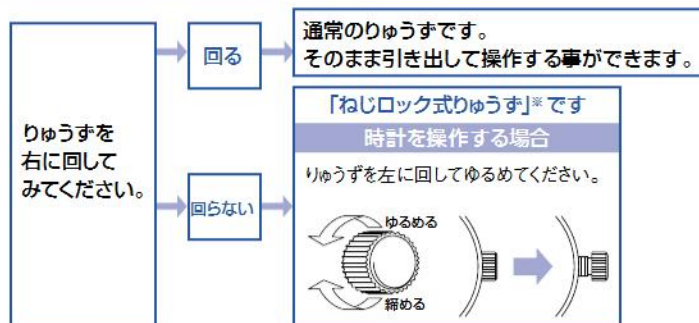 りゅうずを
右に回して
みてください。
回る
通常のりゅうずです。
そのまま引き出して操作する事ができます。
回らない
「ねじロック式りゅうず」※です
時計を操作する場合
りゅうずを左に回してゆるめてください。
ゆるめる
締める